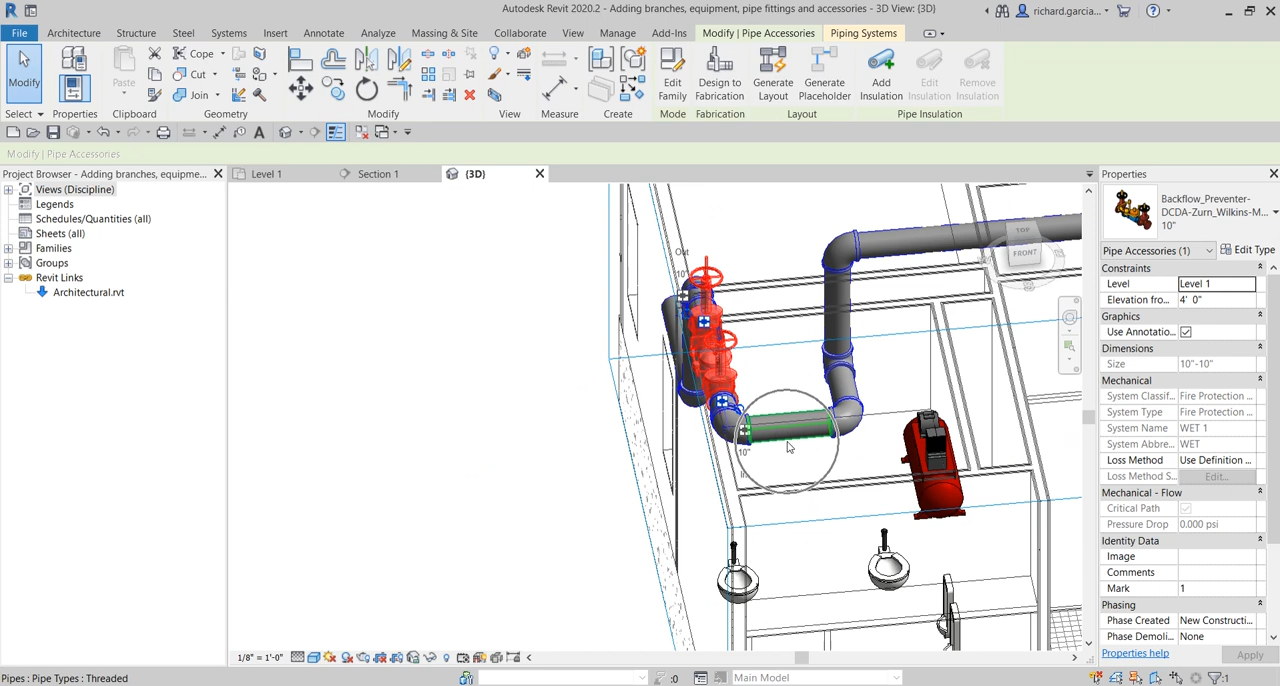 Autodesk Revit 2020.2 - Adding branches, equipment, pipe fittings and accessories - 3D View: {3D}
richard.garcia...
File Architecture Structure Steel Systems Insert Annotate Analyze Massing & Site Collaborate View Manage Add-Ins Modify | Pipe Accessories Piping Systems
Modify Paste Cope Cut Join Edit Family Design to Fabrication Generate Layout Generate Placeholder Add Insulation Edit Insulation Remove Insulation
Select Properties Clipboard Geometry Modify View Measure Create Mode Fabrication Layout Pipe Insulation
Modify | Pipe Accessories
Project Browser - Adding branches, equipme...
Views (Discipline)
Legends
Schedules/Quantities (all)
Sheets (all)
Families
Groups
Revit Links
Architectural.rvt
Level 1 Section 1 {3D}
Out
10"
10"
TOP
FRONT
Properties
Backflow_Preventer-
DCDA-Zurn_Wilkins-M...
10"
Pipe Accessories (1) Edit Type
Constraints
Level Level 1
Elevation fro... 4' 0"
Graphics
Use Annotatio...
Dimensions
Size 10"-10"
Mechanical
System Classif... Fire Protection ...
System Type Fire Protection ...
System Name WET 1
System Abbre... WET
Loss Method Use Definition ...
Loss Method S... Edit...
Mechanical - Flow
Critical Path
Pressure Drop 0.000 psi
Identity Data
Image
Comments
Mark 1
Phasing
Phase Created New Constructi...
Phase Demoli... None
Properties help Apply
1/8" = 1'-0"
Pipes : Pipe Types : Threaded
:0 Main Model :1